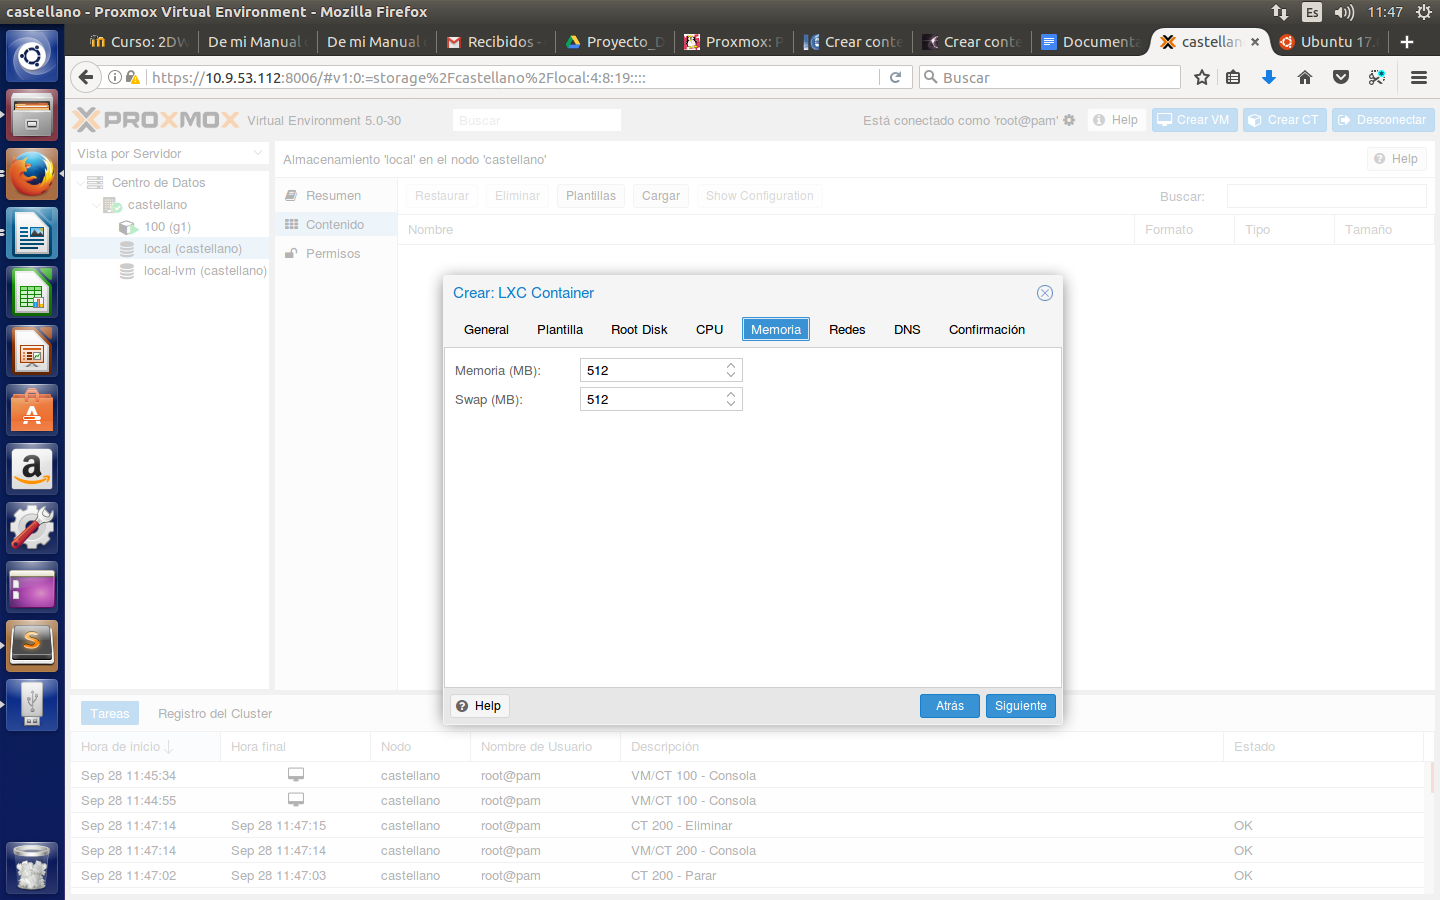 castellano - Proxmox Virtual Environment - Mozilla Firefox
Es
11:47
Curso: 2DW
De mi Manual
De mi Manual
Recibidos -
Proyecto_D
Proxmox: P
Crear conte
Crear conte
Documenta
castellan
Ubuntu 17.
https://10.9.53.112:8006/#v1:0:=storage%2Fcastellano%2Flocal:4:8:19::::
Buscar
PROXMOX
Virtual Environment 5.0-30
Buscar
Está conectado como 'root@pam'
Help
Crear VM
Crear CT
Desconectar
Vista por Servidor
Centro de Datos
castellano
100 (g1)
local (castellano)
local-lvm (castellano)
Almacenamiento 'local' en el nodo 'castellano'
Help
Resumen
Contenido
Permisos
Restaurar
Eliminar
Plantillas
Cargar
Show Configuration
Buscar:
Nombre
Formato
Tipo
Tamaño
Crear: LXC Container
General
Plantilla
Root Disk
CPU
Memoria
Redes
DNS
Confirmación
Memoria (MB): 512
Swap (MB): 512
Help
Atrás
Siguiente
Tareas
Registro del Cluster
Hora de inicio
Hora final
Nodo
Nombre de Usuario
Descripción
Estado
Sep 28 11:45:34 castellano root@pam VM/CT 100 - Consola
Sep 28 11:44:55 castellano root@pam VM/CT 100 - Consola
Sep 28 11:47:14 Sep 28 11:47:15 castellano root@pam CT 200 - Eliminar OK
Sep 28 11:47:14 Sep 28 11:47:14 castellano root@pam VM/CT 200 - Consola OK
Sep 28 11:47:02 Sep 28 11:47:03 castellano root@pam CT 200 - Parar OK